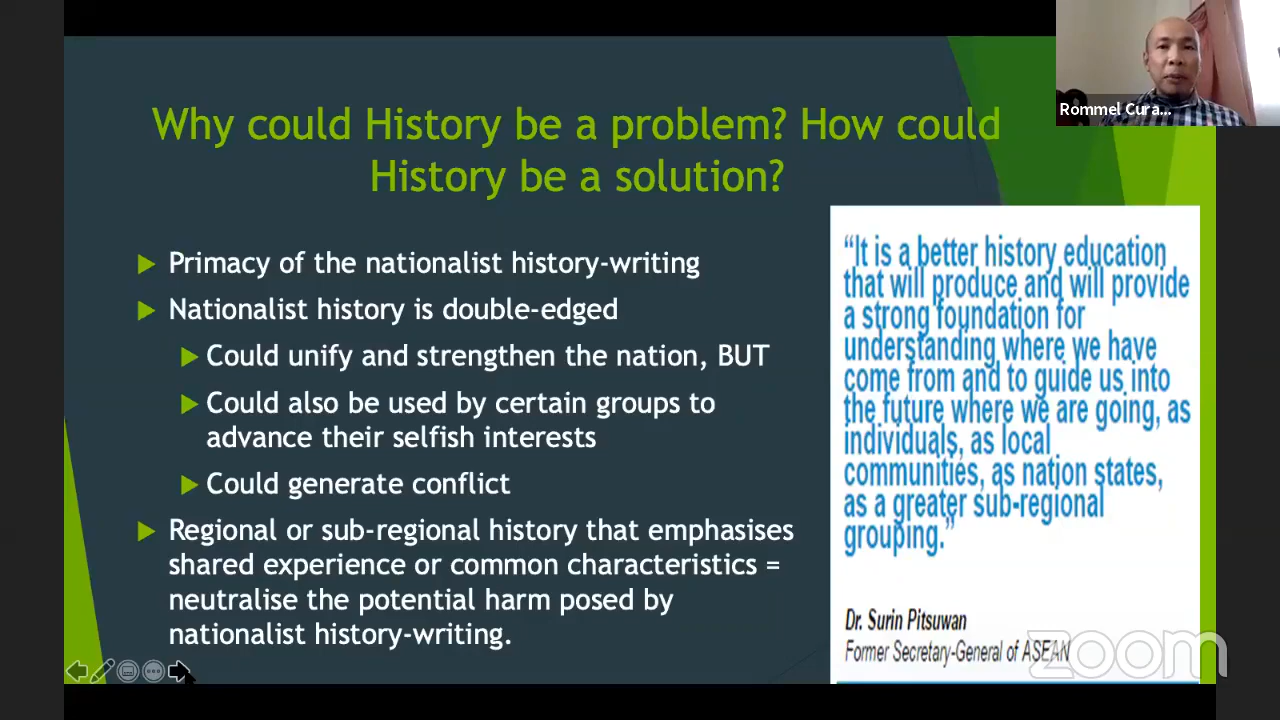 Rommel Cura...
Why could History be a problem? How could
History be a solution?
Primacy of the nationalist history-writing
Nationalist history is double-edged
Could unify and strengthen the nation, BUT
Could also be used by certain groups to
advance their selfish interests
Could generate conflict
Regional or sub-regional history that emphasises
shared experience or common characteristics =
neutralise the potential harm posed by
nationalist history-writing.
“It is a better history education
that will produce and will provide
a strong foundation for
understanding where we have
come from and to guide us into
the future where we are going, as
individuals, as local
communities, as nation states,
as a greater sub-regional
grouping.”
Dr. Surin Pitsuwan
Former Secretary-General of ASEAN
zoom